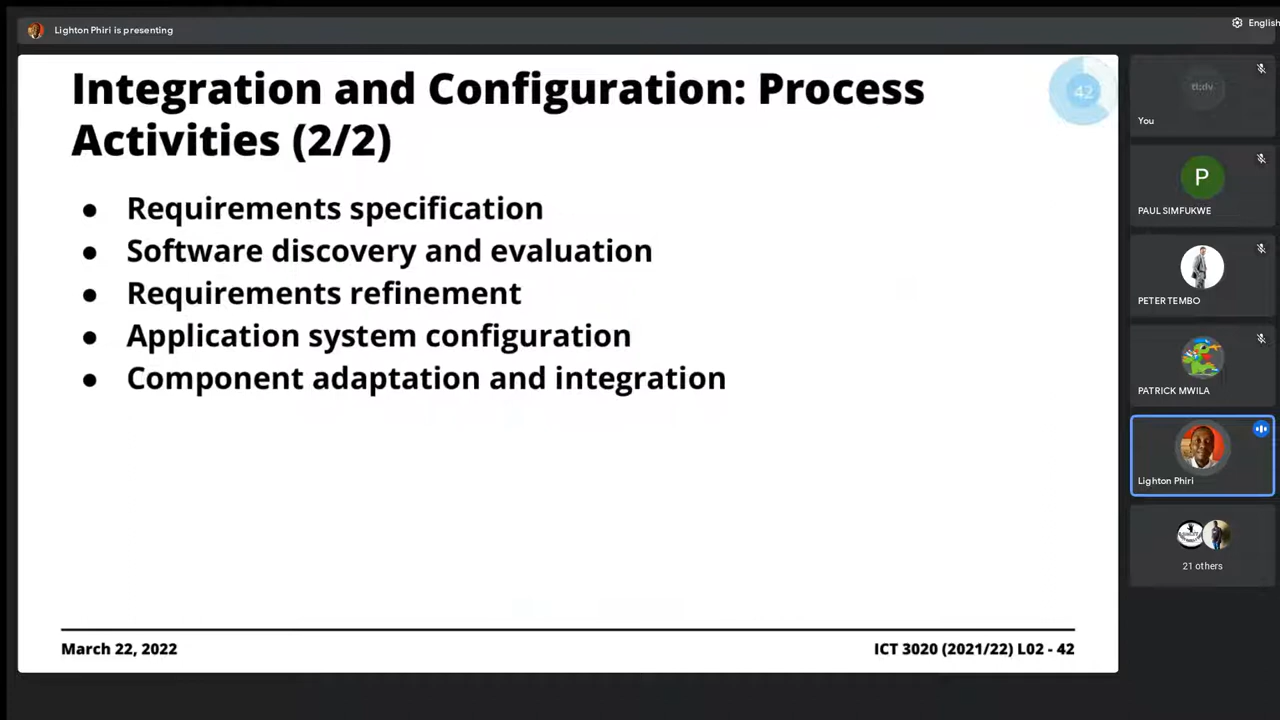 Lighton Phiri is presenting
English
Integration and Configuration: Process
Activities (2/2)
42
● Requirements specification
● Software discovery and evaluation
● Requirements refinement
● Application system configuration
● Component adaptation and integration
March 22, 2022
ICT 3020 (2021/22) L02 - 42
tl;dv
You
P
PAUL SIMFUKWE
PETER TEMBO
PATRICK MWILA
Lighton Phiri
21 others